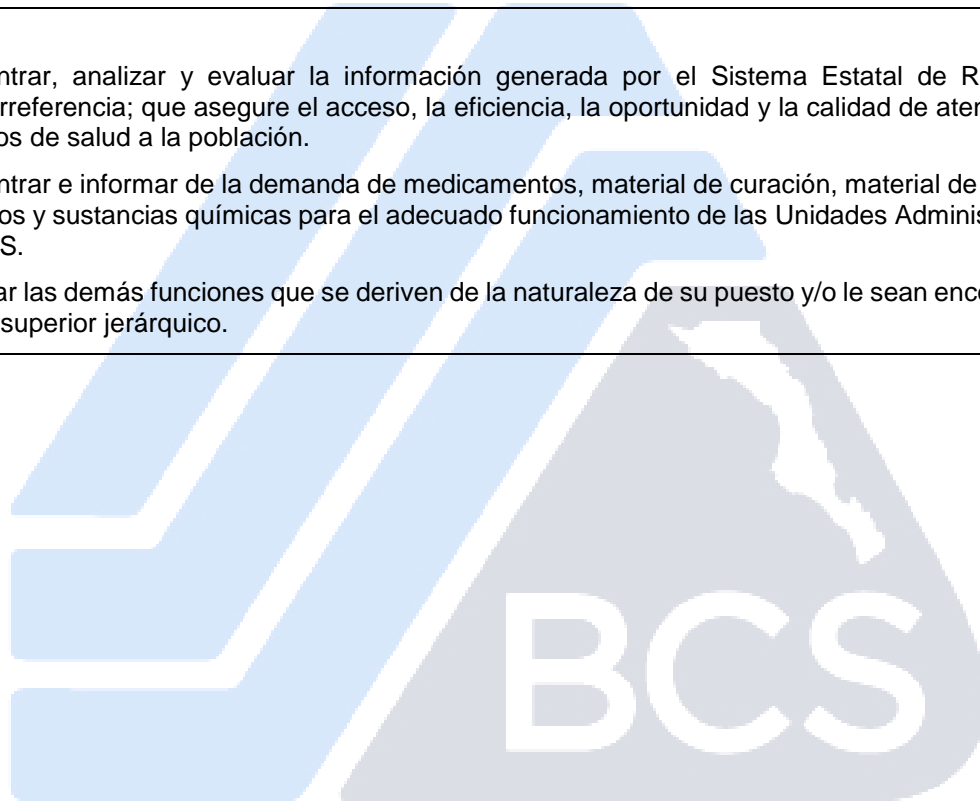 ntrar, analizar y evaluar la información generada por el Sistema Estatal de R
rreferencia; que asegure el acceso, la eficiencia, la oportunidad y la calidad de ater
os de salud a la población.
ntrar e informar de la demanda de medicamentos, material de curación, material de
os y sustancias químicas para el adecuado funcionamiento de las Unidades Adminis
S.
ar las demás funciones que se deriven de la naturaleza de su puesto y/o le sean enc
superior jerárquico.
BCS